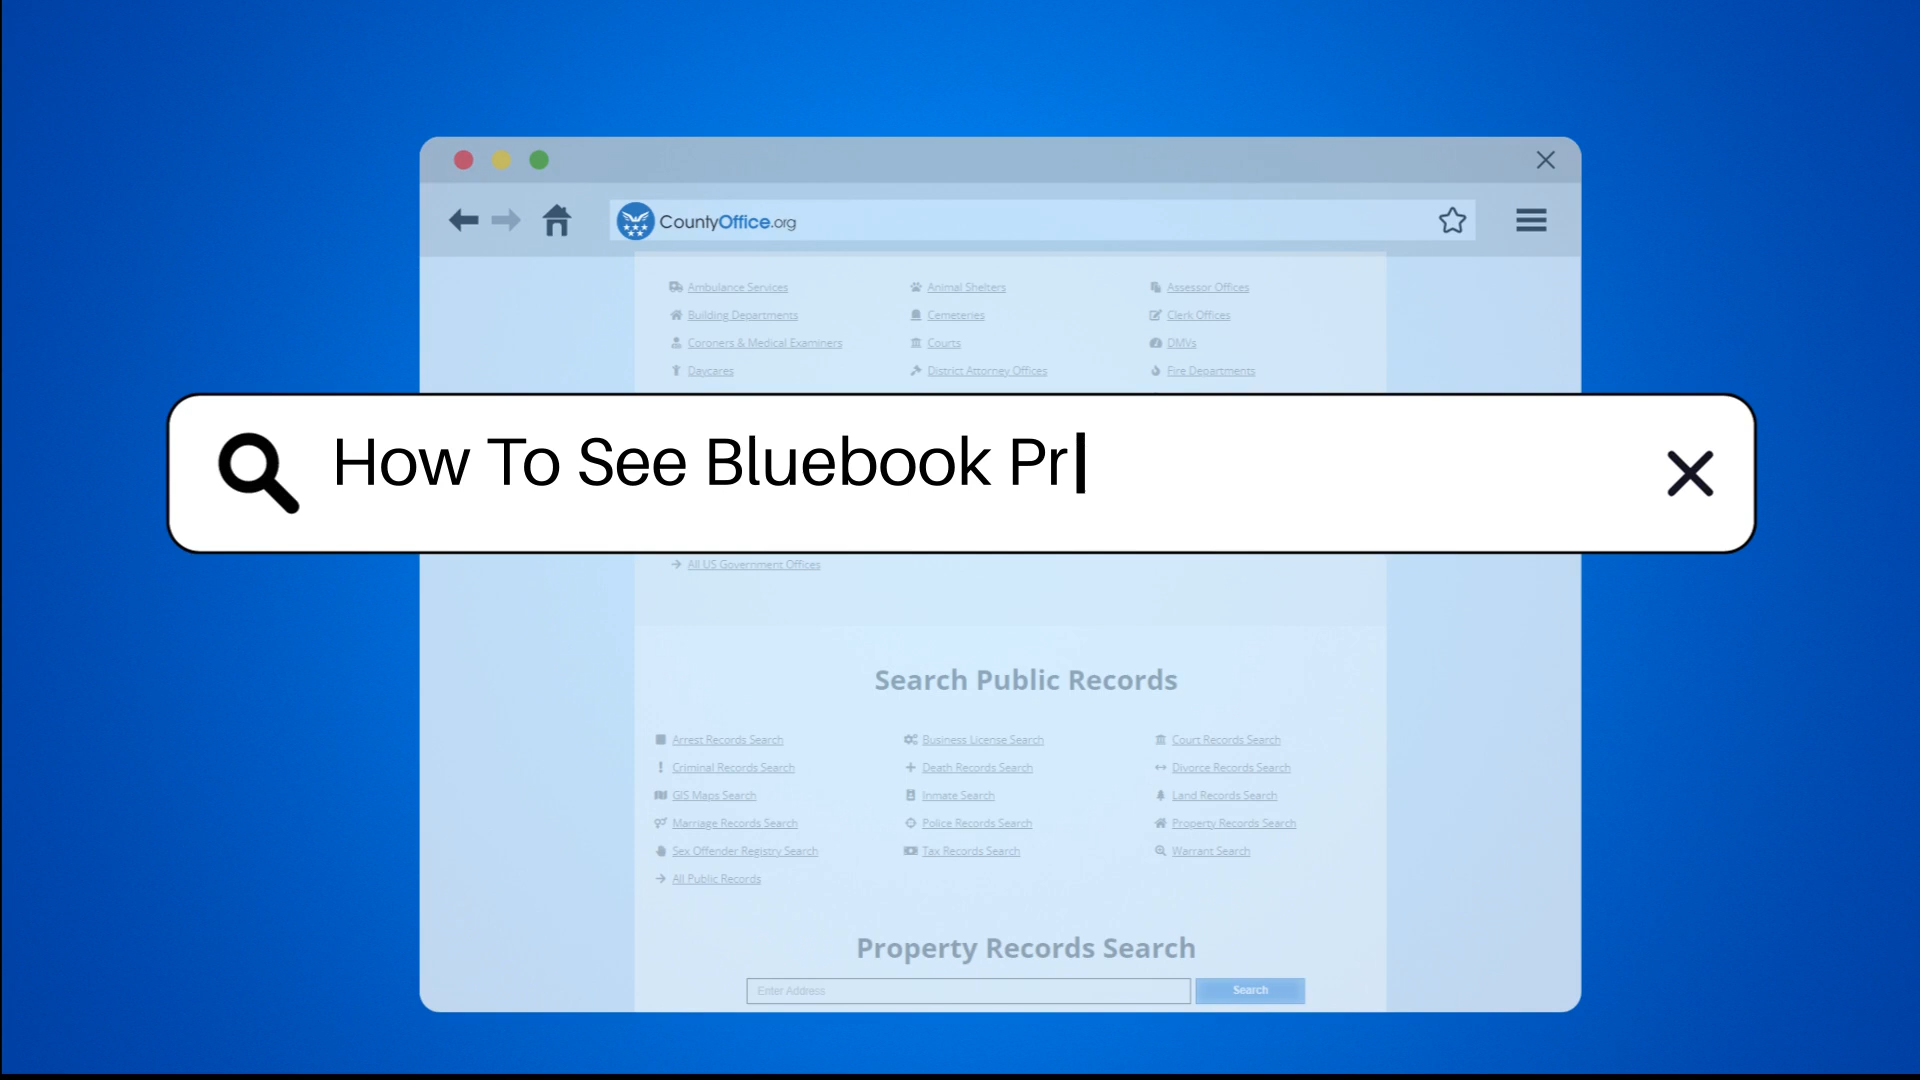 CountyOffice.org
Ambulance Services Animal Shelters Assessor Offices
Building Departments Cemeteries Clerk Offices
Coroners & Medical Examiners Courts DMVs
Daycares District Attorney Offices Fire Departments
How To See Bluebook Pr
All US Government Offices
Search Public Records
Arrest Records Search Business License Search Court Records Search
Criminal Records Search Death Records Search Divorce Records Search
GIS Maps Search Inmate Search Land Records Search
Marriage Records Search Police Records Search Property Records Search
Sex Offender Registry Search Tax Records Search Warrant Search
All Public Records
Property Records Search
Enter Address Search